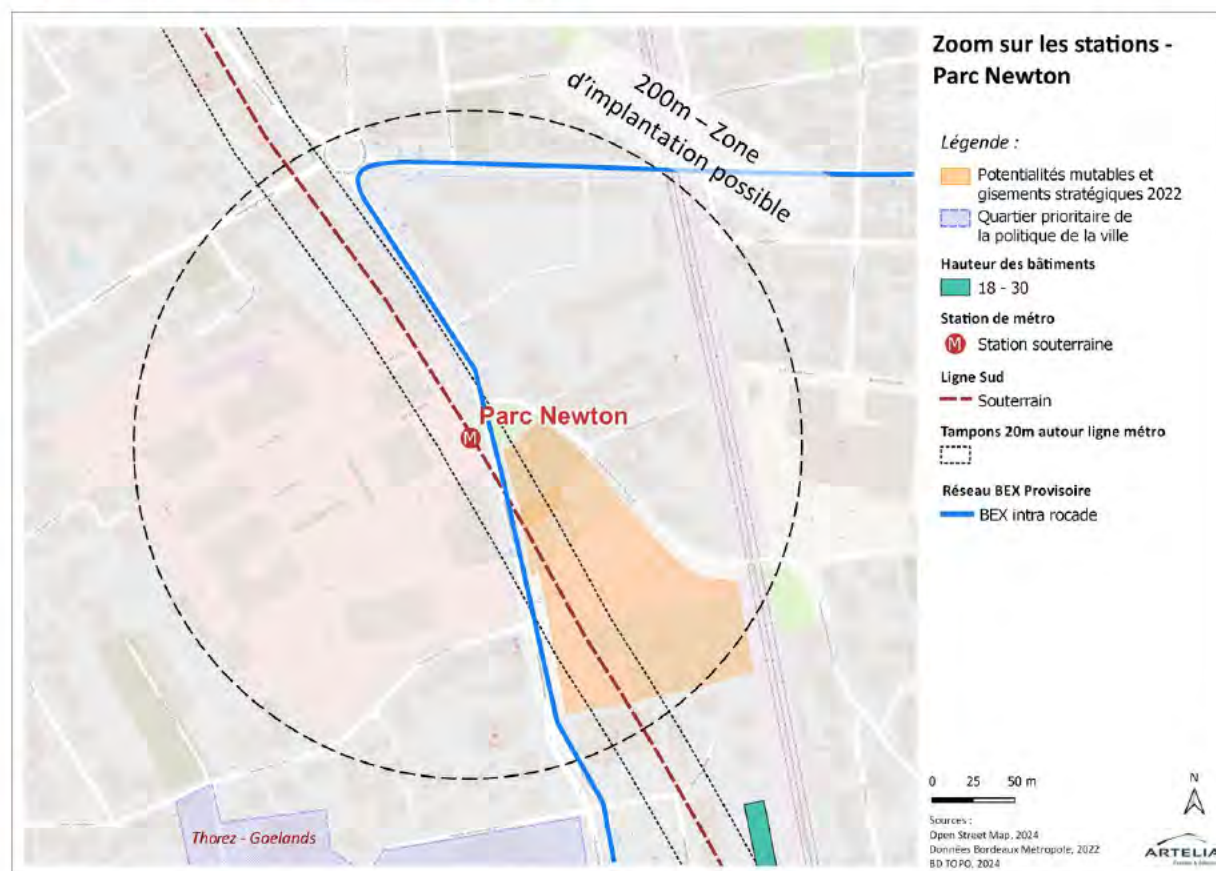 200m – Zone
d'implantation possible
Parc Newton
M
Thorez - Goelands
Zoom sur les stations -
Parc Newton
Légende :
Potentialités mutables et
gisements stratégiques 2022
Quartier prioritaire de
la politique de la ville
Hauteur des bâtiments
18 - 30
Station de métro
M Station souterraine
Ligne Sud
Souterrain
Tampons 20m autour ligne métro
Réseau BEX Provisoire
BEX intra rocade
0 25 50 m
N
Sources :
Open Street Map, 2024
Données Bordeaux Métropole, 2022
BD TOPO, 2024
ARTELIA